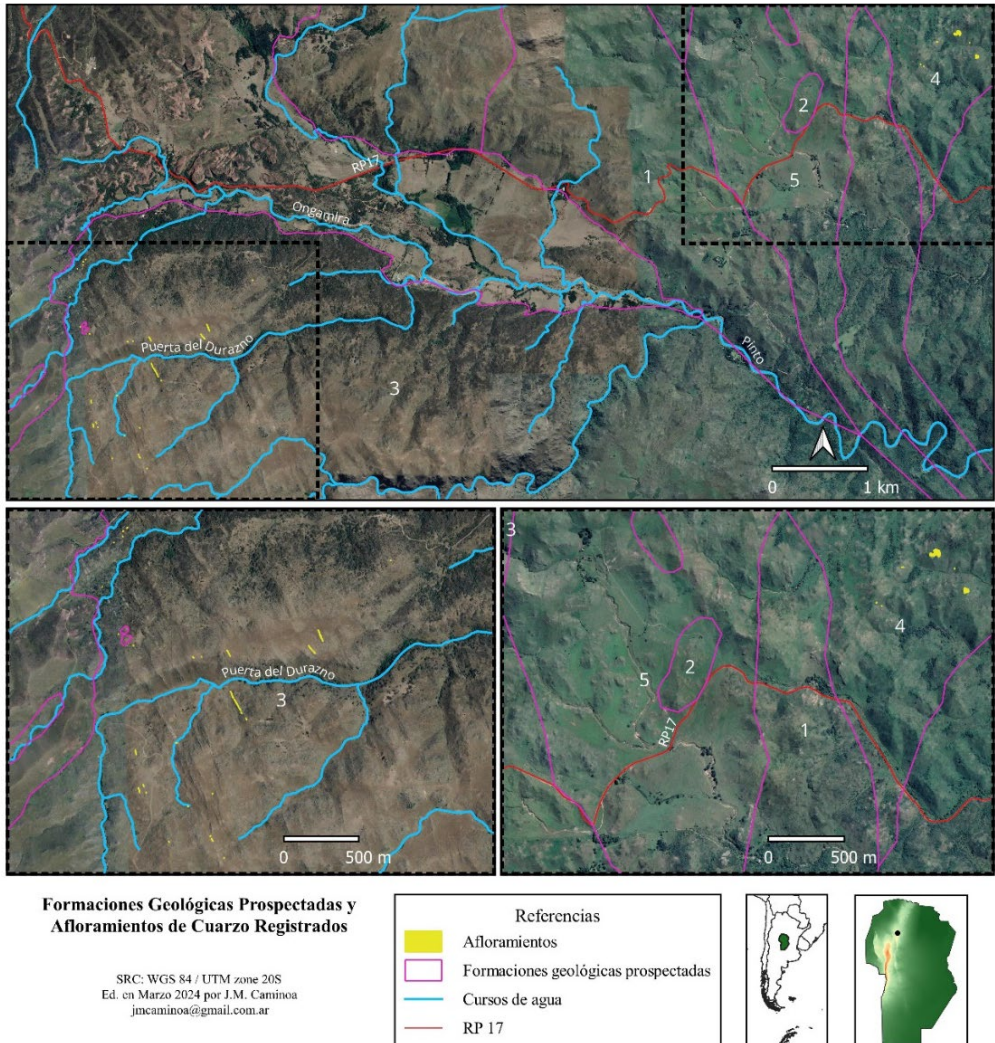 4
2
RP17
1
5
Ongamira
Puerta del Durazno
Pinto
3
0 1 km
3
4
Puerta del Durazno
2
3
5
RP17
1
0 500 m
0 500 m
Formaciones Geológicas Prospectadas y
Afloramientos de Cuarzo Registrados
SRC: WGS 84 / UTM zone 20S
Ed. en Marzo 2024 por J.M. Caminoa
jmcaminoa@gmail.com.ar
Referencias
Afloramientos
Formaciones geológicas prospectadas
Cursos de agua
RP 17